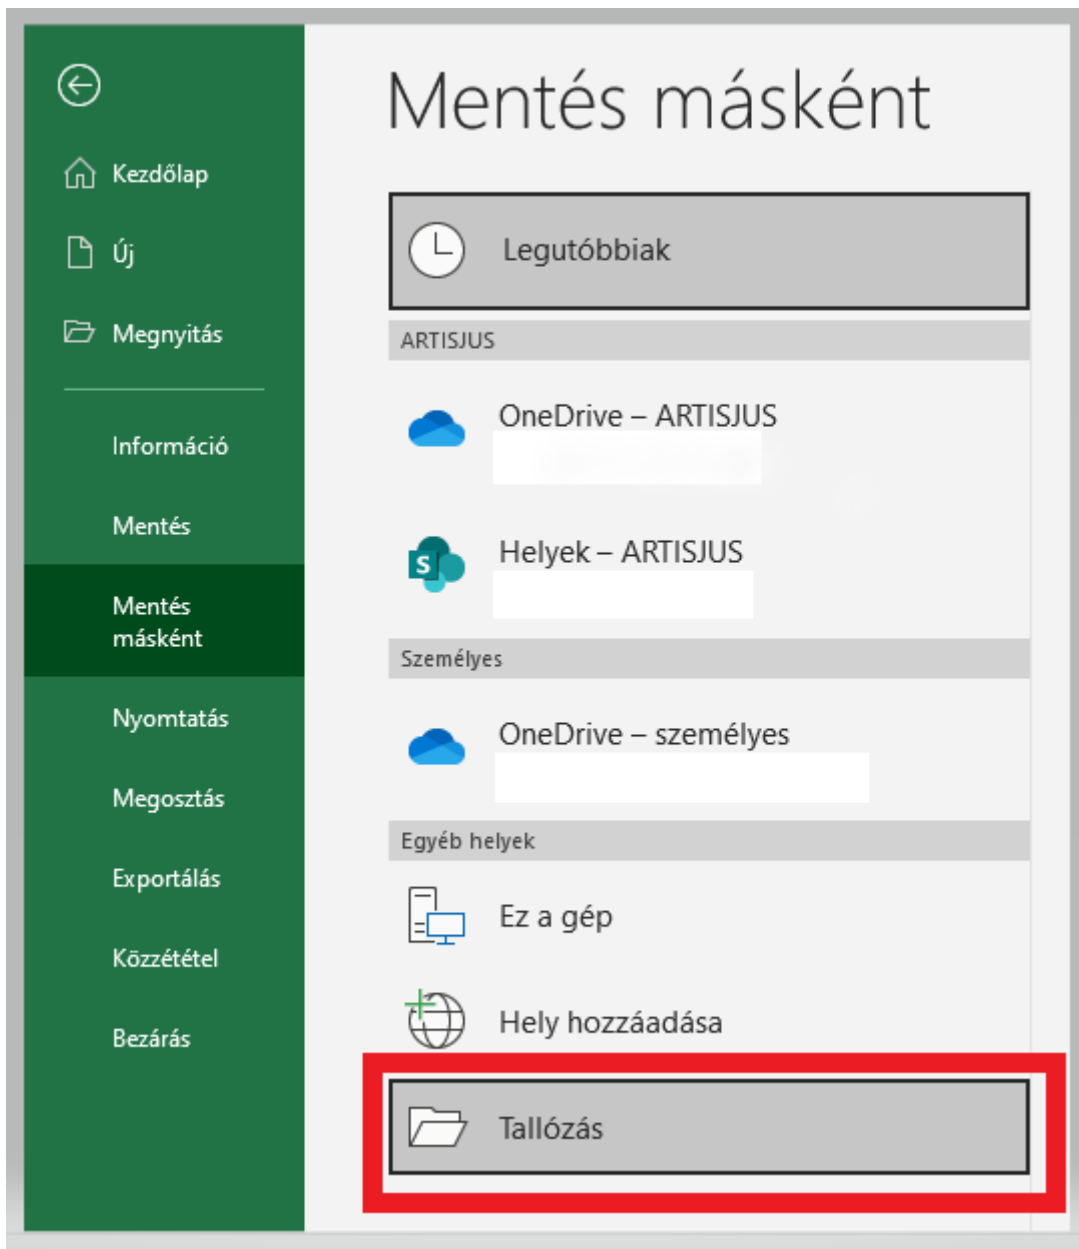 Mentés másként
Kezdőlap
Új
Megnyitás
Információ
Mentés
Mentés
másként
Nyomtatás
Megosztás
Exportálás
Közzététel
Bezárás
Legutóbbiak
ARTISJUS
OneDrive – ARTISJUS
S
Helyek – ARTISJUS
Személyes
OneDrive – személyes
Egyéb helyek
Ez a gép
Hely hozzáadása
Tallózás